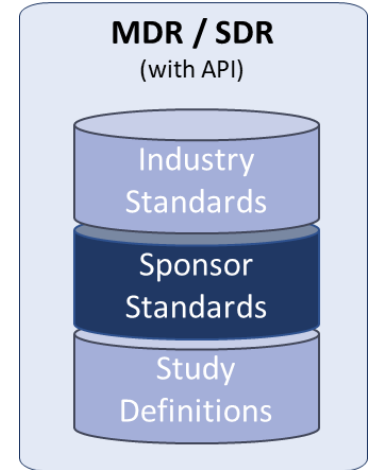 MDR / SDR
(with API)
Industry
Standards
Sponsor
Standards
Study
Definitions